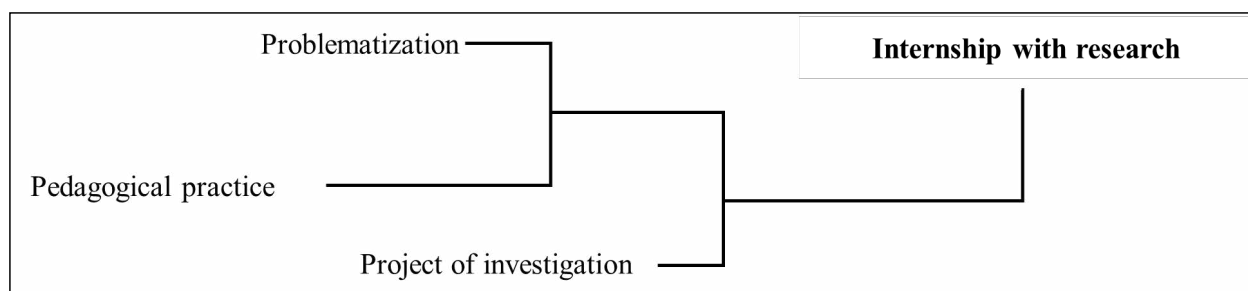 Problematization
Internship with research
Pedagogical practice
Project of investigation